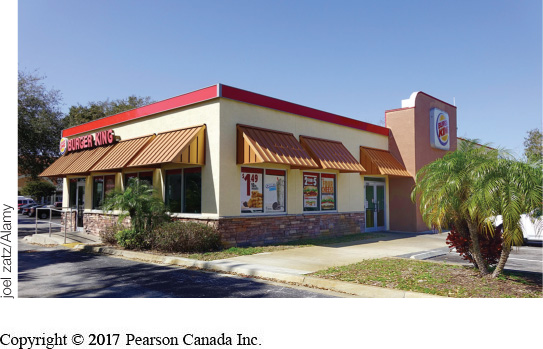 BURGER KING
BURGER
KING
$1.49
joel zatz/Alamy
Copyright © 2017 Pearson Canada Inc.